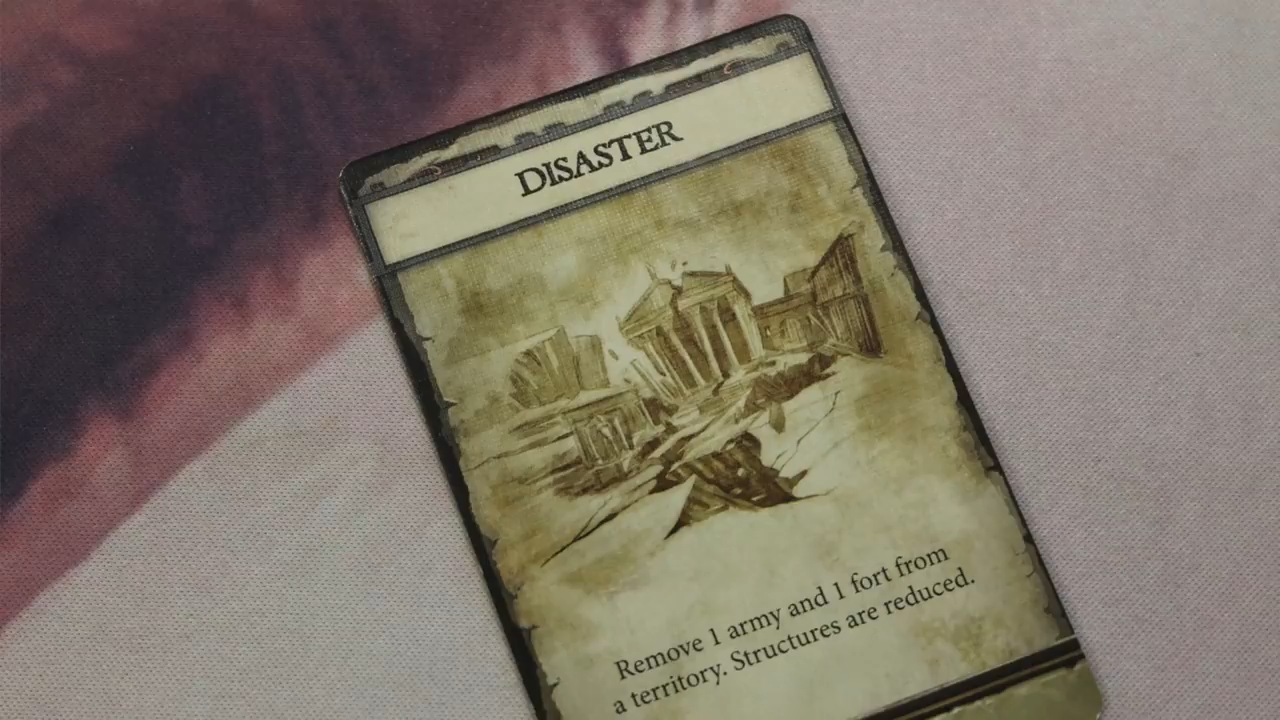 DISASTER
Remove 1 army and 1 fort from
a territory. Structures are reduced.